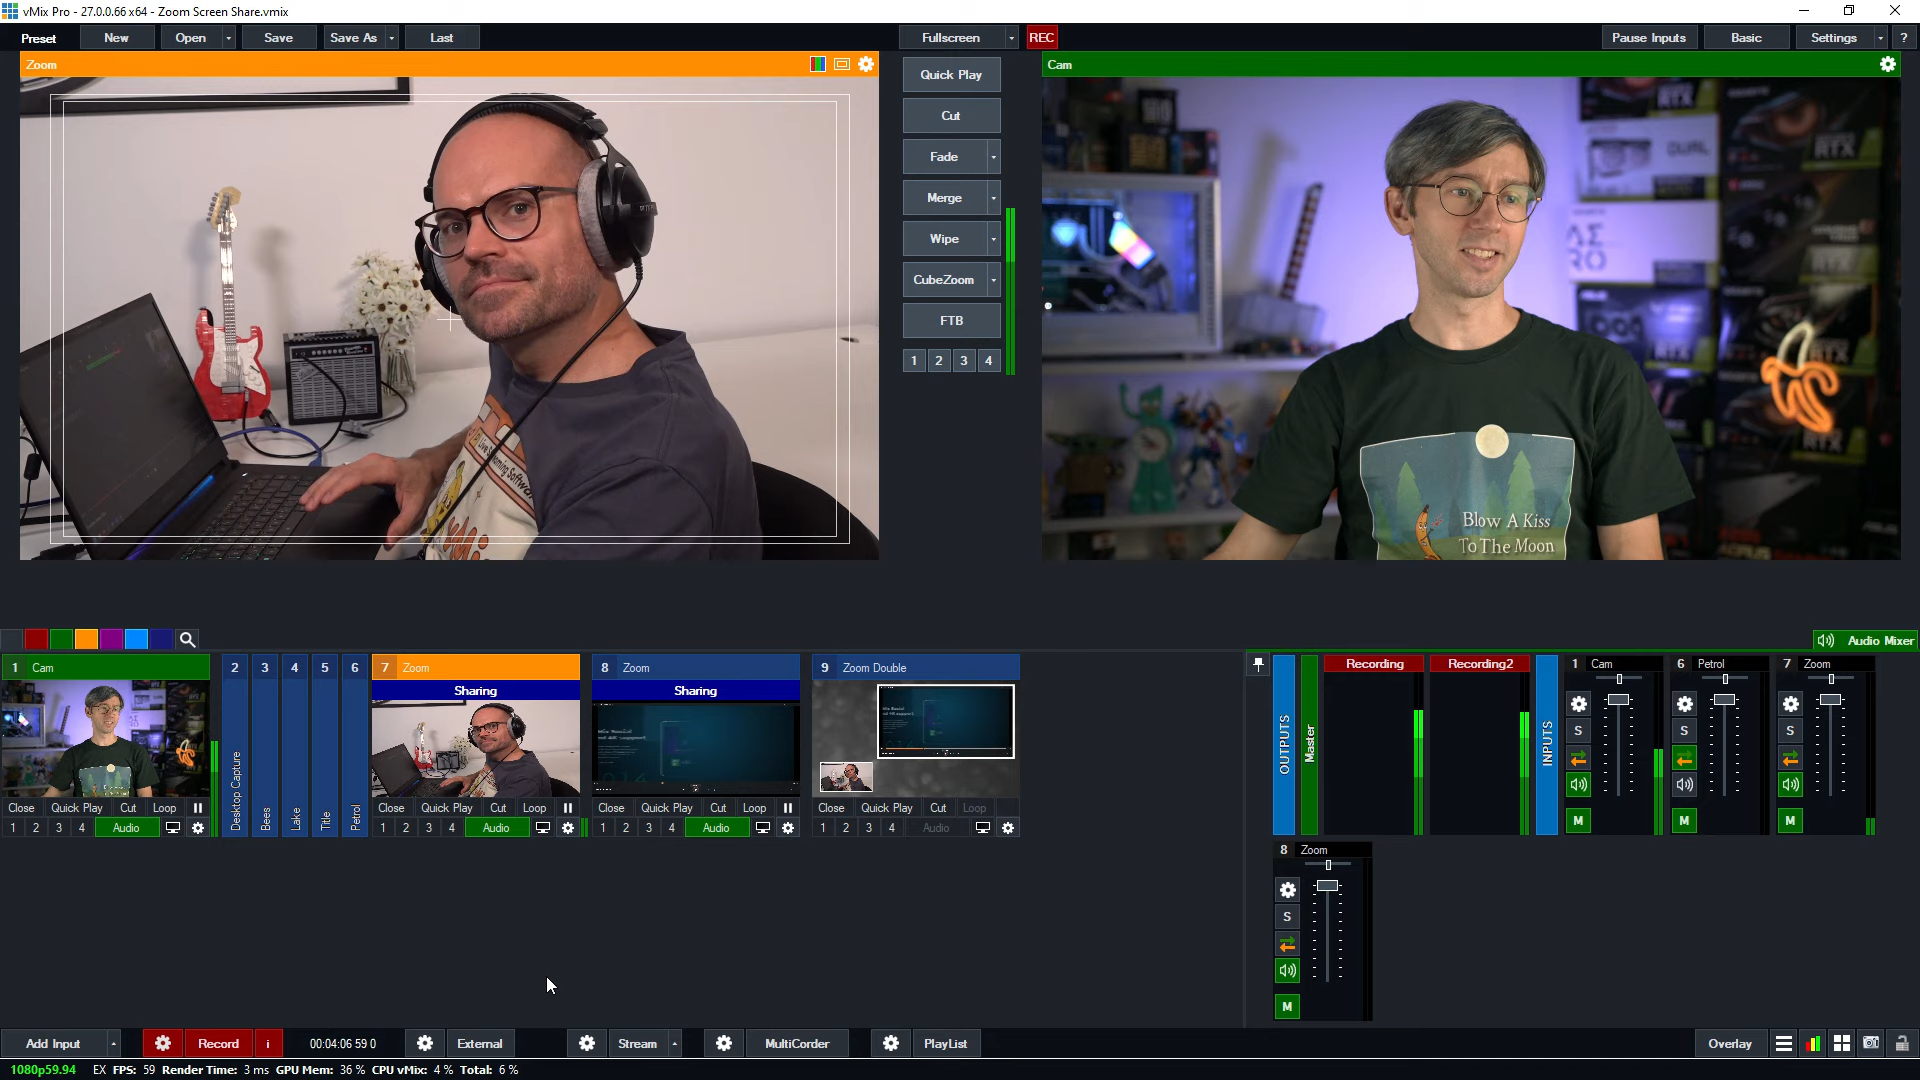 vMix Pro - 27.0.0.66 x64 - Zoom Screen Share.vmix
Preset New Open Save Save As Last Fullscreen REC Pause Inputs Basic Settings ?
Zoom
Cam
Quick Play
Cut
Fade
Merge
Wipe
CubeZoom
FTB
1 2 3 4
Live Streaming Software
Blow A Kiss
To The Moon
RTX
Audio Mixer
1 Cam
2 Desktop Capture
3 Bees
4 Lake
5 Title
6 Petrol
7 Zoom
Sharing
8 Zoom
Sharing
9 Zoom Double
Close Quick Play Cut Loop
1 2 3 4 Audio
Close Quick Play Cut Loop
1 2 3 4 Audio
Close Quick Play Cut Loop
1 2 3 4 Audio
Close Quick Play Cut Loop
1 2 3 4 Audio
OUTPUTS
Master
Recording
Recording2
INPUTS
1 Cam
S
M
6 Petrol
S
M
7 Zoom
S
M
8 Zoom
S
M
Add Input Record i 00:04:06 59 0 External Stream MultiCorder PlayList Overlay
1080p59.94 EX FPS: 59 Render Time: 3 ms GPU Mem: 36 % CPU vMix: 4 % Total: 6 %